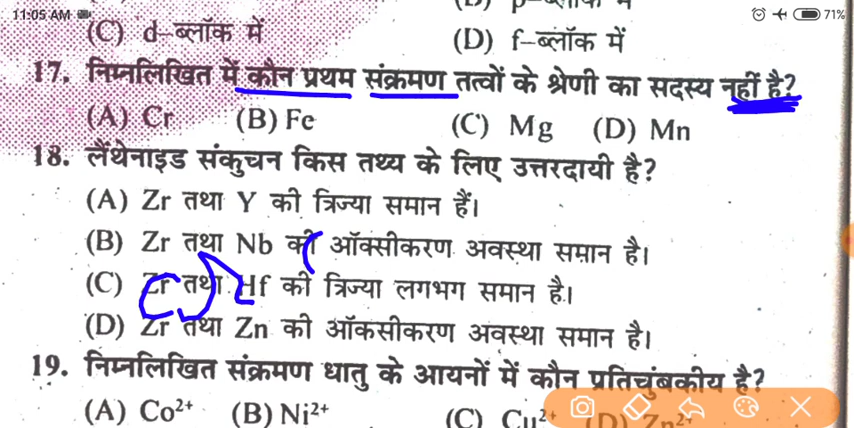 11:05 AM
71%
(C) d-ब्लॉक में
(D) f-ब्लॉक में
17. निम्नलिखित में कौन प्रथम संक्रमण तत्वों के श्रेणी का सदस्य नहीं है?
(A) Cr (B) Fe (C) Mg (D) Mn
18. लैंथेनाइड संकुचन किस तथ्य के लिए उत्तरदायी है?
(A) Zr तथा Y की त्रिज्या समान हैं।
(B) Zr तथा Nb की ऑक्सीकरण अवस्था समान है।
(C) Zr तथा Hf की त्रिज्या लगभग समान है।
(D) Zr तथा Zn की ऑकसीकरण अवस्था समान है।
19. निम्नलिखित संक्रमण धातु के आयनों में कौन प्रतिचुंबकीय है?
(A) Co²⁺ (B) Ni²⁺ (C) Cu²⁺ (D) Zn²⁺